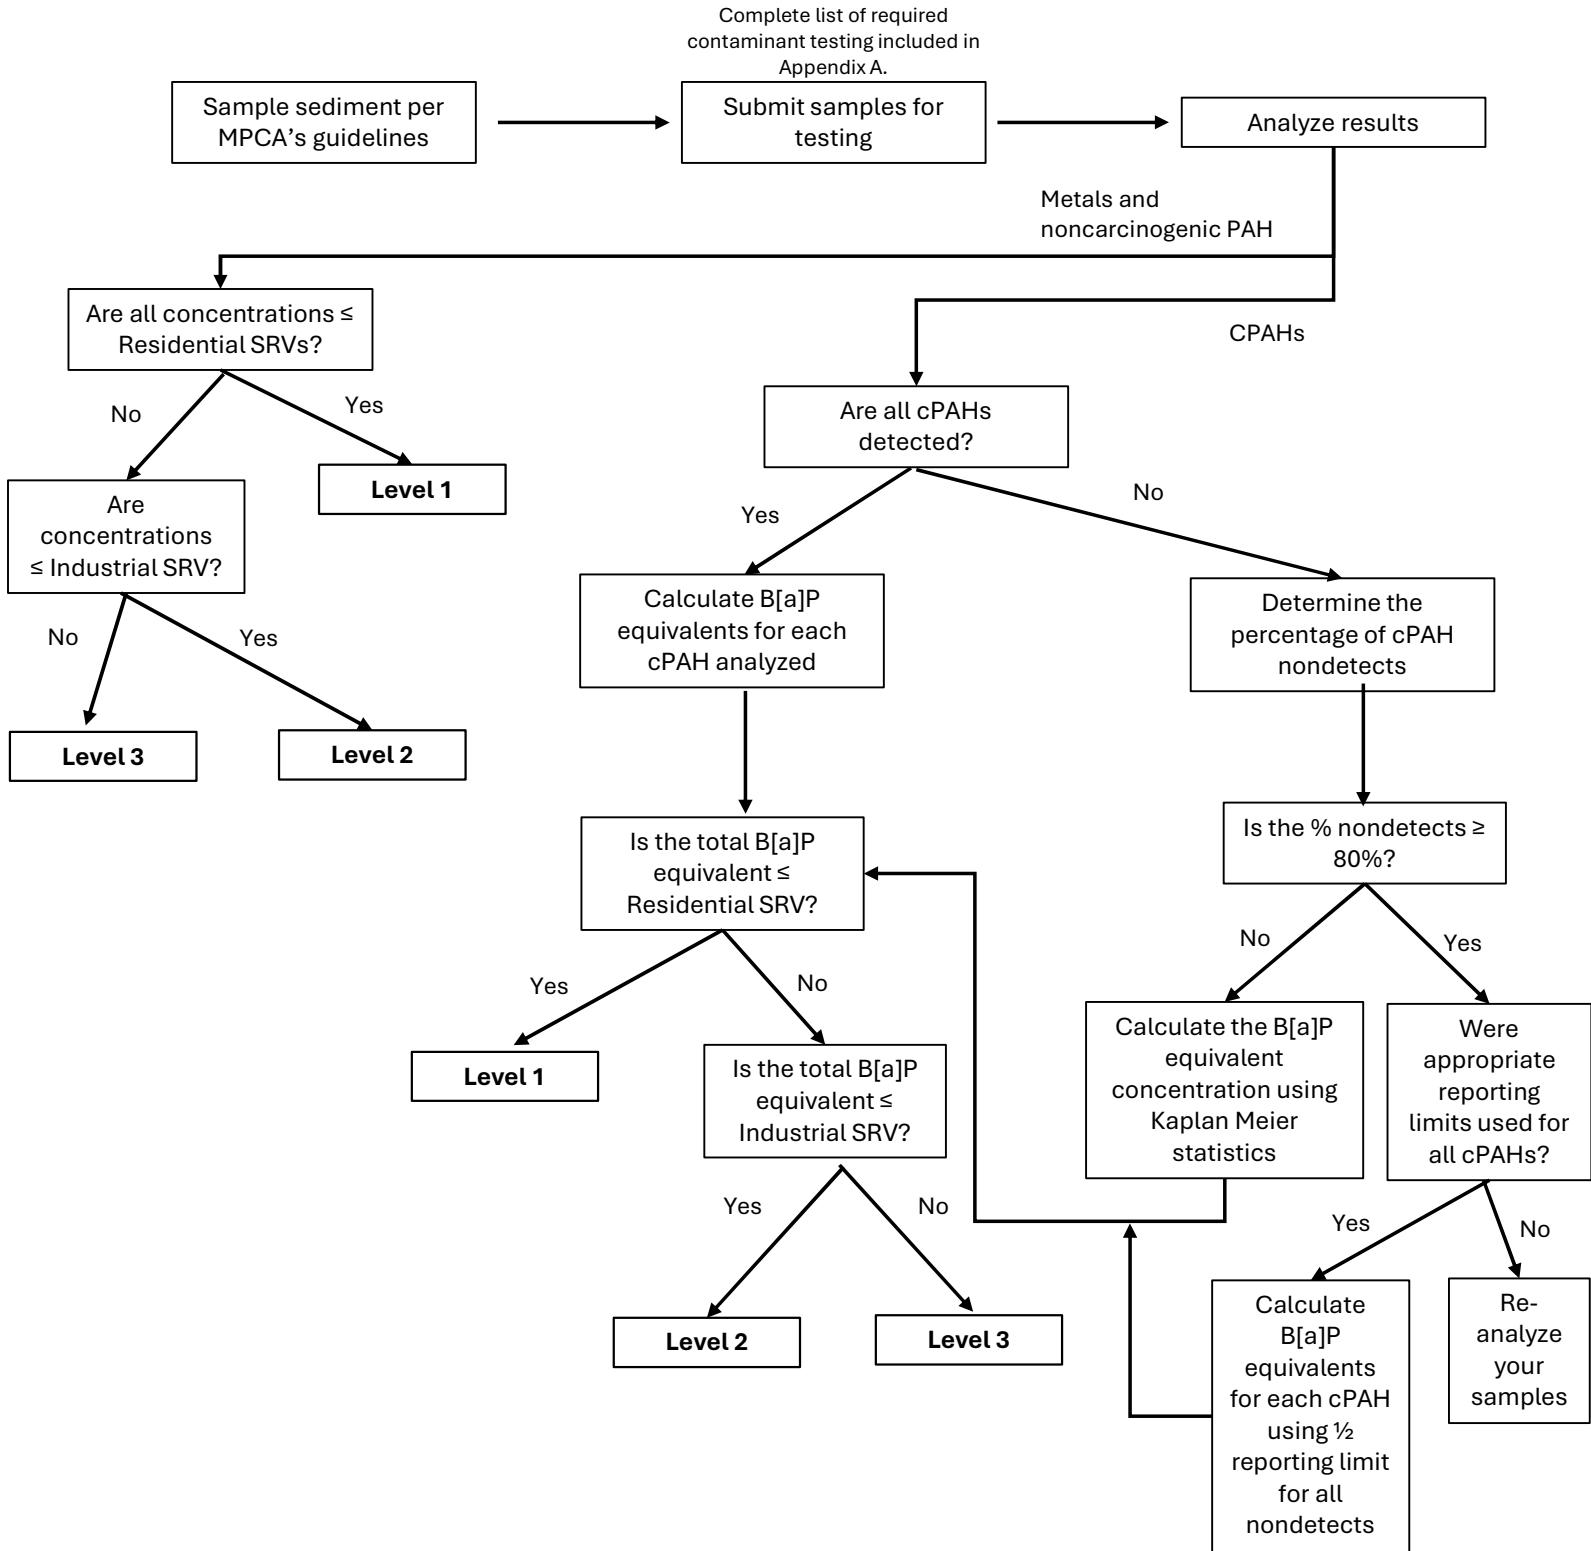 Complete list of required
contaminant testing included in
Appendix A.
Sample sediment per
MPCA's guidelines
Submit samples for
testing
Analyze results
Metals and
noncarcinogenic PAH
CPAHs
Are all concentrations ≤
Residential SRVs?
No
Yes
Level 1
Are
concentrations
≤ Industrial SRV?
No
Yes
Level 3
Level 2
Are all cPAHs
detected?
Yes
No
Calculate B[a]P
equivalents for each
cPAH analyzed
Determine the
percentage of cPAH
nondetects
Is the total B[a]P
equivalent ≤
Residential SRV?
Is the % nondetects ≥
80%?
Yes
No
No
Yes
Level 1
Is the total B[a]P
equivalent ≤
Industrial SRV?
Calculate the B[a]P
equivalent
concentration using
Kaplan Meier
statistics
Were
appropriate
reporting
limits used for
all cPAHs?
Yes
No
Yes
No
Level 2
Level 3
Calculate
B[a]P
equivalents
for each cPAH
using ½
reporting limit
for all
nondetects
Re-
analyze
your
samples